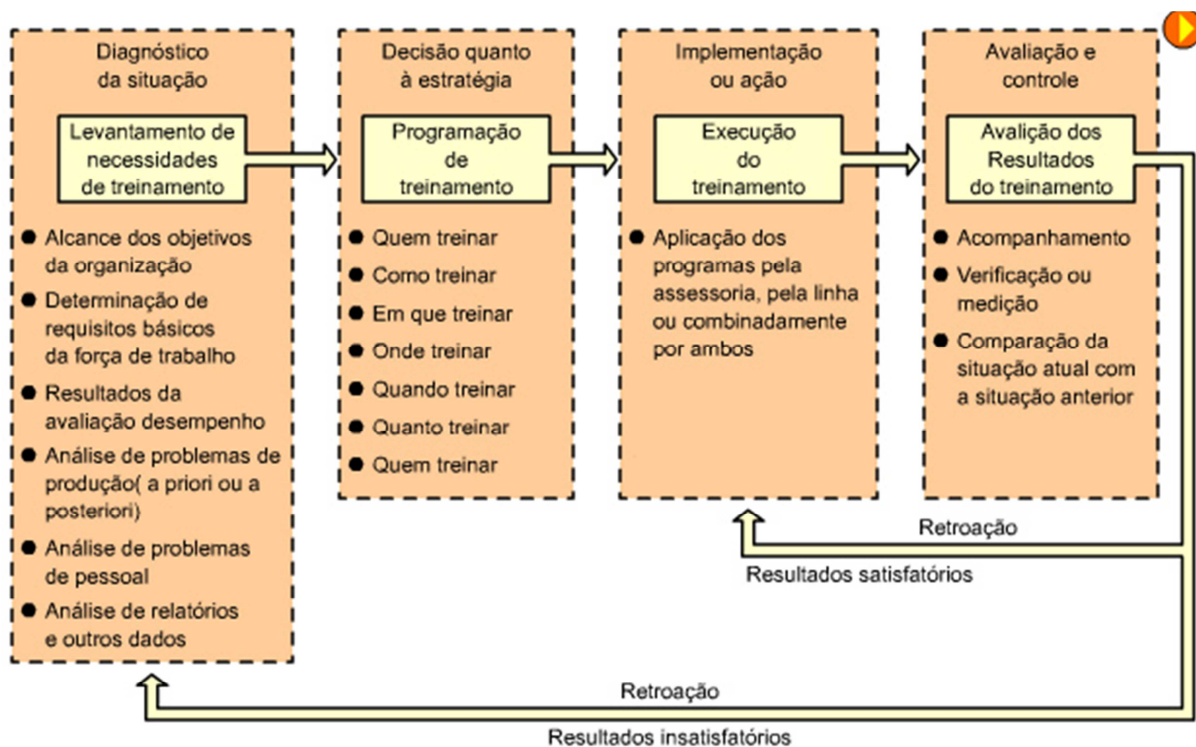 Diagnóstico
da situação
Levantamento de
necessidades
de treinamento
● Alcance dos objetivos
da organização
● Determinação de
requisitos básicos
da força de trabalho
● Resultados da
avaliação desempenho
● Análise de problemas de
produção( a priori ou a
posteriori)
● Análise de problemas
de pessoal
● Análise de relatórios
e outros dados
Decisão quanto
à estratégia
Programação
de
treinamento
● Quem treinar
● Como treinar
● Em que treinar
● Onde treinar
● Quando treinar
● Quanto treinar
● Quem treinar
Implementação
ou ação
Execução
do
treinamento
● Aplicação dos
programas pela
assessoria, pela linha
ou combinadamente
por ambos
Avaliação e
controle
Avalição dos
Resultados
do treinamento
● Acompanhamento
● Verificação ou
medição
● Comparação da
situação atual com
a situação anterior
Retroação
Resultados satisfatórios
Retroação
Resultados insatisfatórios